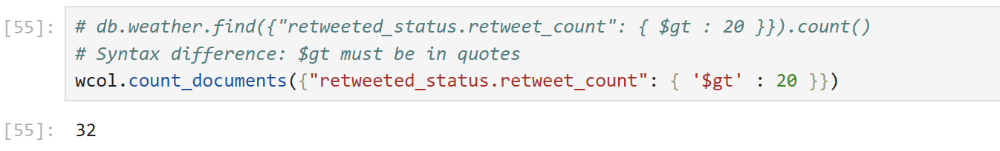 [55]: # db.weather.find({"retweeted_status.retweet_count": { $gt : 20 }}).count()
# Syntax difference: $gt must be in quotes
wcol.count_documents({"retweeted_status.retweet_count": { '$gt' : 20 }})
[55]: 32